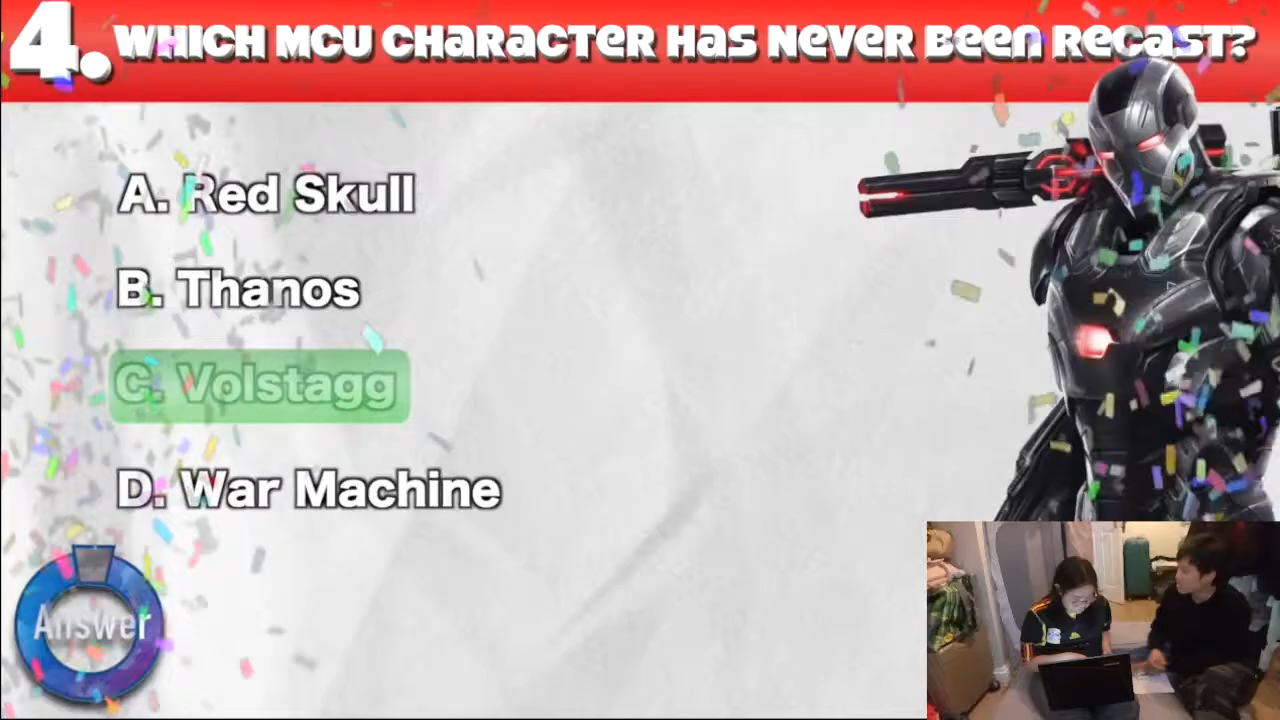 4. WHICH MCU CHARACTER HAS NEVER BEEN RECAST?
A. Red Skull
B. Thanos
C. Volstagg
D. War Machine
Answer